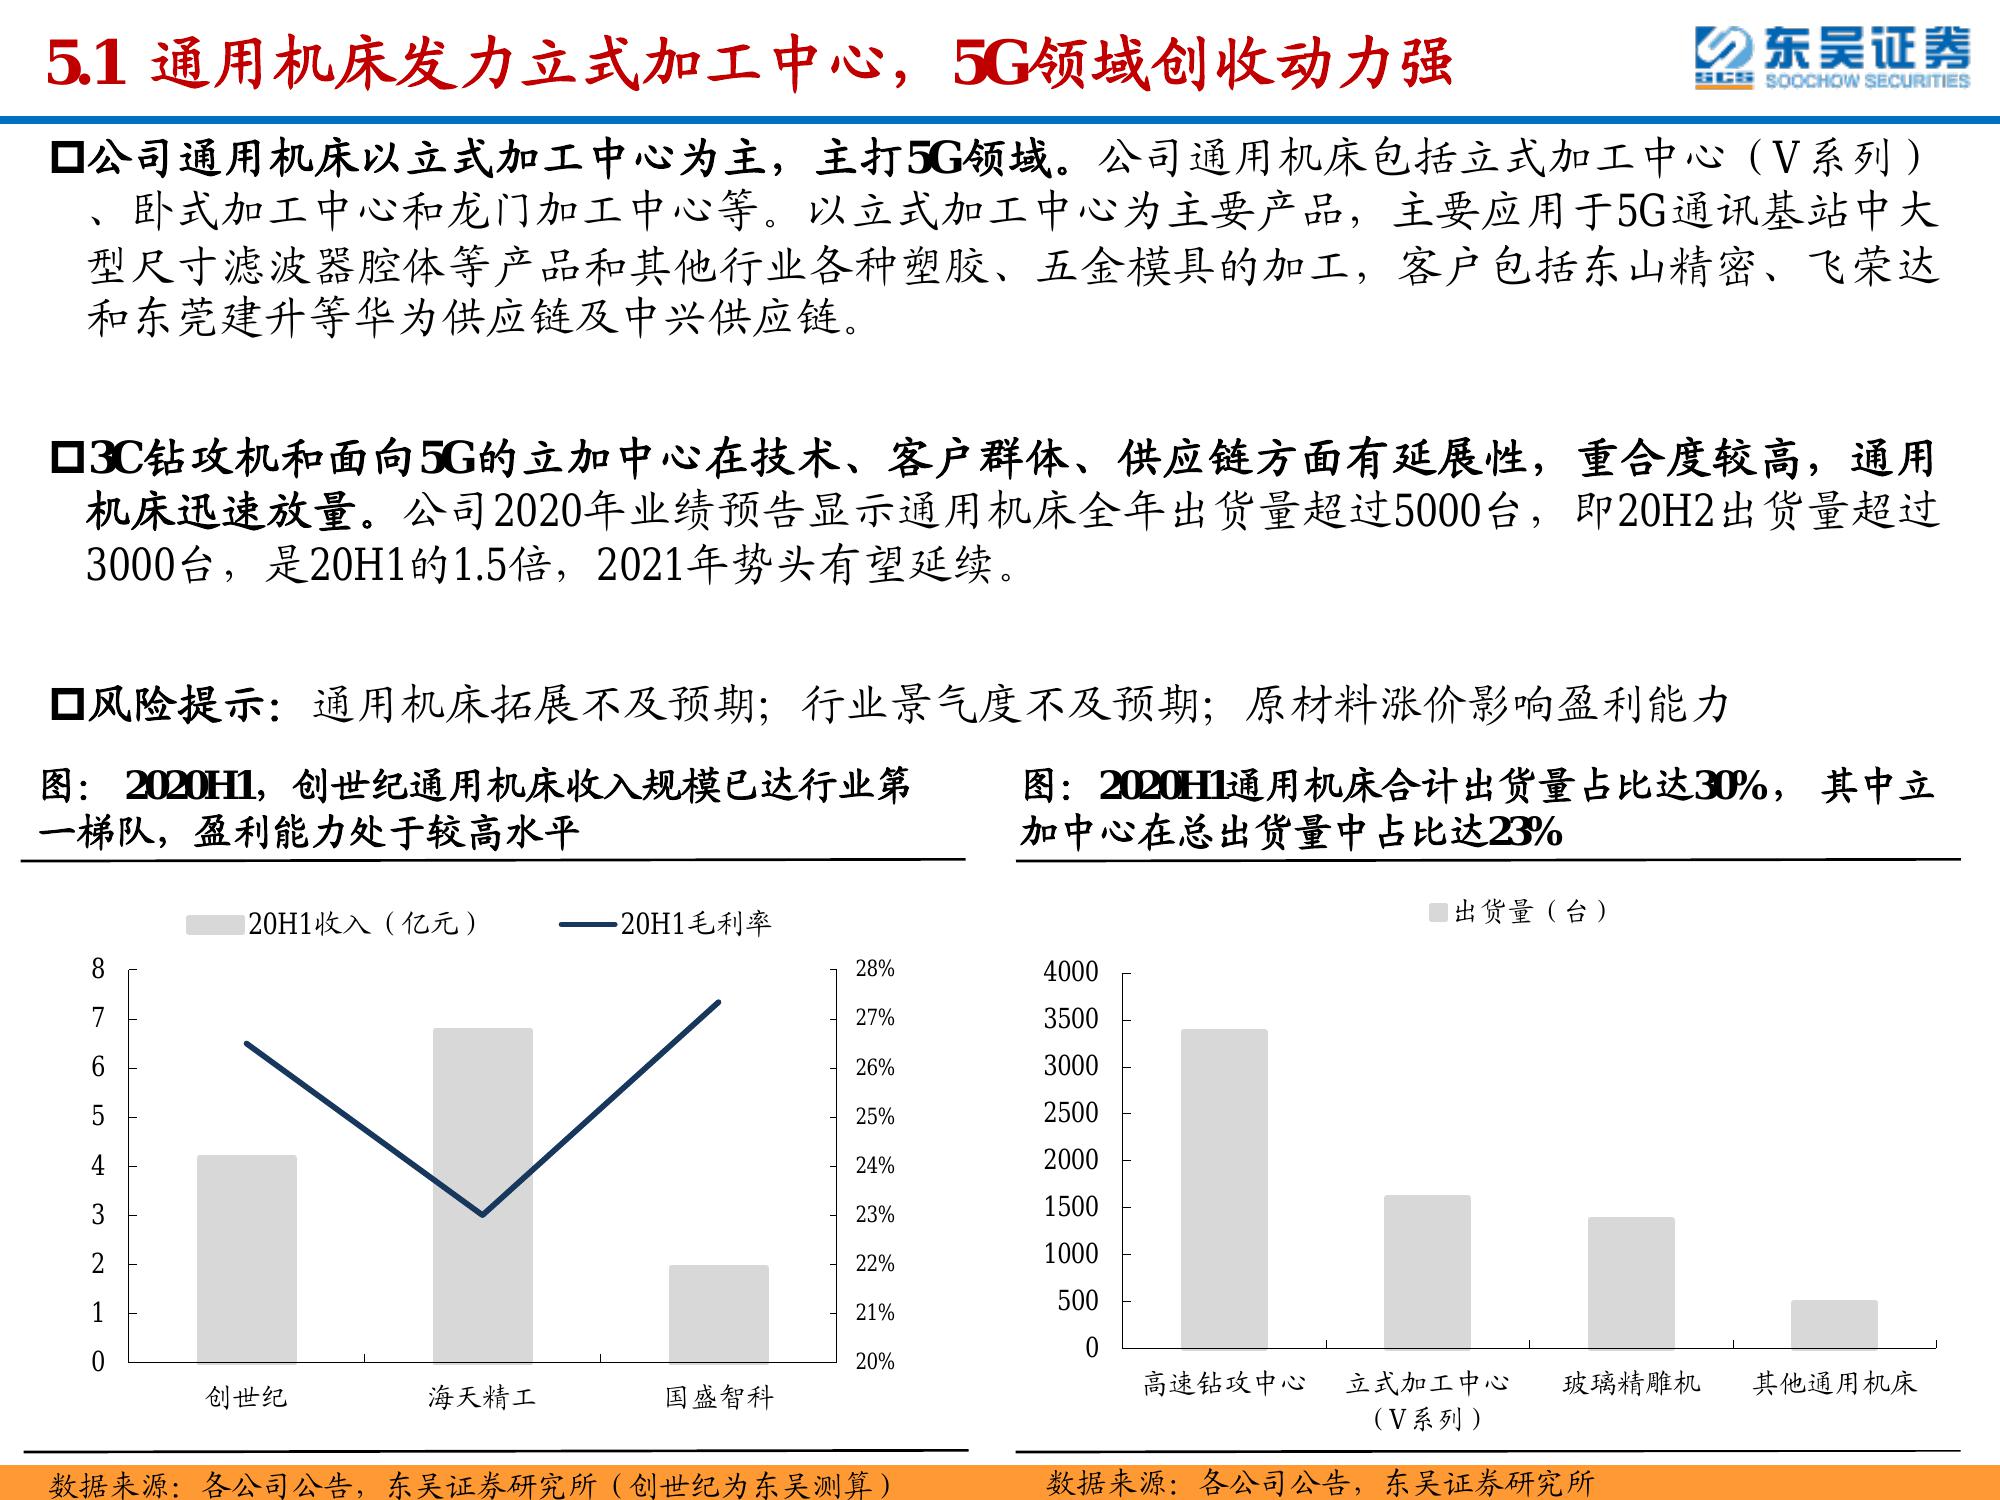 5.1 通用机床发力立式加工中心，5G领域创收动力强
东吴证券
SCS SOOCHOW SECURITIES
公司通用机床以立式加工中心为主，主打5G领域。公司通用机床包括立式加工中心（V系列）
、卧式加工中心和龙门加工中心等。以立式加工中心为主要产品，主要应用于5G通讯基站中大
型尺寸滤波器腔体等产品和其他行业各种塑胶、五金模具的加工，客户包括东山精密、飞荣达
和东莞建升等华为供应链及中兴供应链。
3C钻攻机和面向5G的立加中心在技术、客户群体、供应链方面有延展性，重合度较高，通用
机床迅速放量。公司2020年业绩预告显示通用机床全年出货量超过5000台，即20H2出货量超过
3000台，是20H1的1.5倍，2021年势头有望延续。
风险提示：通用机床拓展不及预期；行业景气度不及预期；原材料涨价影响盈利能力
图： 2020H1，创世纪通用机床收入规模已达行业第
一梯队，盈利能力处于较高水平
20H1收入（亿元） 20H1毛利率
8
7
6
5
4
3
2
1
0
28%
27%
26%
25%
24%
23%
22%
21%
20%
创世纪 海天精工 国盛智科
数据来源：各公司公告，东吴证券研究所（创世纪为东吴测算）
图：2020H1通用机床合计出货量占比达30%， 其中立
加中心在总出货量中占比达23%
出货量（台）
4000
3500
3000
2500
2000
1500
1000
500
0
高速钻攻中心 立式加工中心 玻璃精雕机 其他通用机床
（V系列）
数据来源：各公司公告，东吴证券研究所